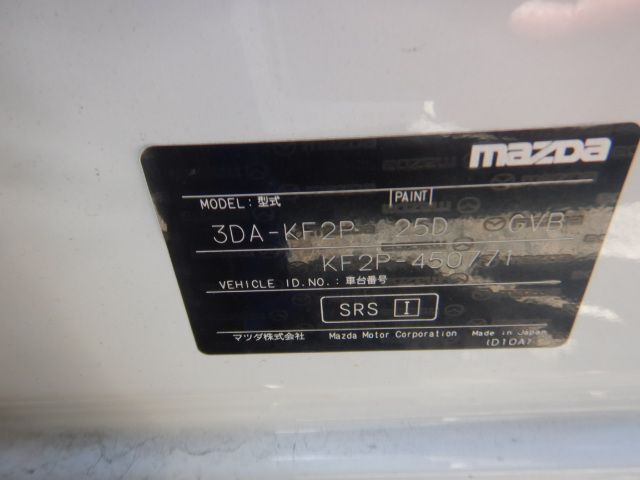 mazda
MODEL:型式 PAINT
3DA-KF2P 25D GVB
KF2P-450771
VEHICLE ID.NO.:車台番号
SRS I
マツダ株式会社 Mazda Motor Corporation Made in Japan
(D10A)